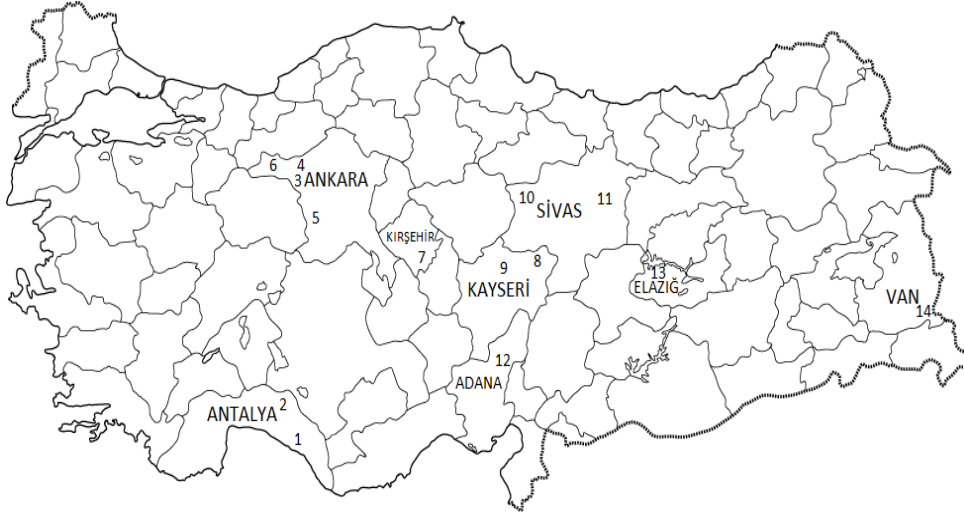 6 4
3 ANKARA
5
10 SİVAS 11
KIRŞEHİR
7
9 8
KAYSERİ
13
ELAZIĞ
VAN
14
12
ADANA
ANTALYA 2
1